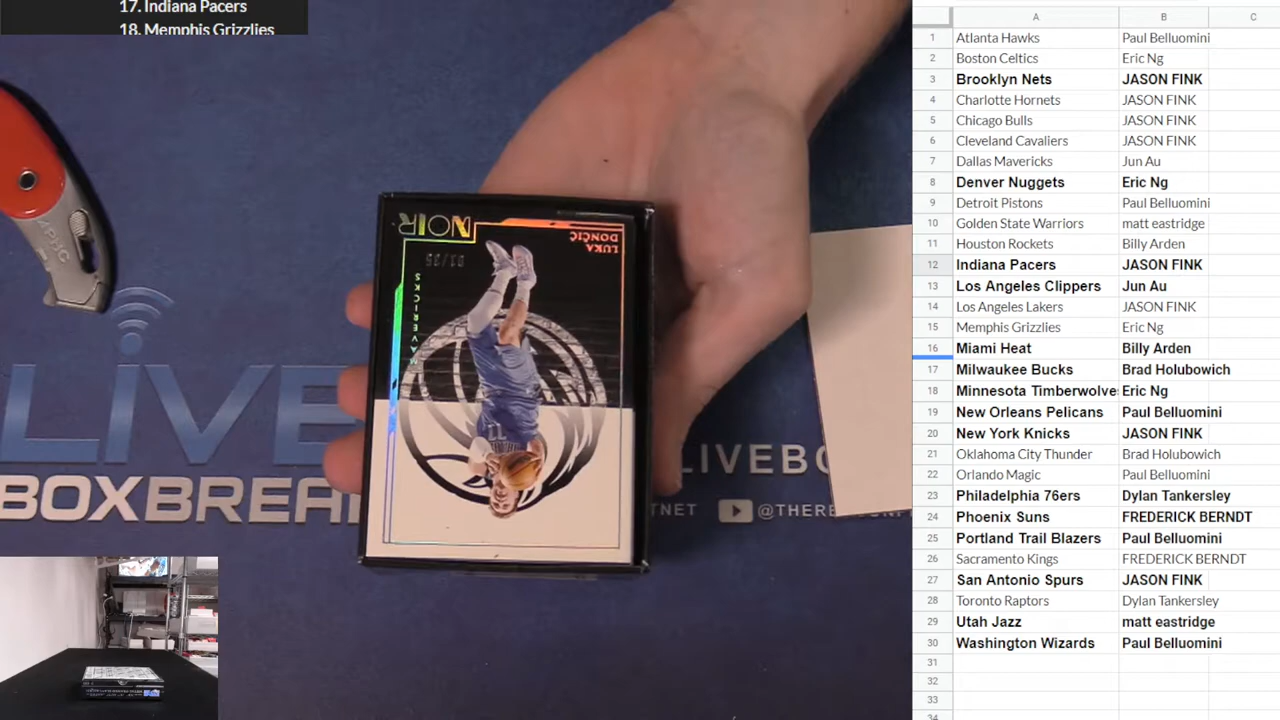 17. Indiana Pacers
18. Memphis Grizzlies
NOIR
LUKA
DONČIĆ
MAVERICKS
LIVE
BOXBREA
LIVEBO
@THERE
A B C
1 Atlanta Hawks Paul Belluomini
2 Boston Celtics Eric Ng
3 Brooklyn Nets JASON FINK
4 Charlotte Hornets JASON FINK
5 Chicago Bulls JASON FINK
6 Cleveland Cavaliers JASON FINK
7 Dallas Mavericks Jun Au
8 Denver Nuggets Eric Ng
9 Detroit Pistons Paul Belluomini
10 Golden State Warriors matt eastridge
11 Houston Rockets Billy Arden
12 Indiana Pacers JASON FINK
13 Los Angeles Clippers Jun Au
14 Los Angeles Lakers JASON FINK
15 Memphis Grizzlies Eric Ng
16 Miami Heat Billy Arden
17 Milwaukee Bucks Brad Holubowich
18 Minnesota Timberwolve Eric Ng
19 New Orleans Pelicans Paul Belluomini
20 New York Knicks JASON FINK
21 Oklahoma City Thunder Brad Holubowich
22 Orlando Magic Paul Belluomini
23 Philadelphia 76ers Dylan Tankersley
24 Phoenix Suns FREDERICK BERNDT
25 Portland Trail Blazers Paul Belluomini
26 Sacramento Kings FREDERICK BERNDT
27 San Antonio Spurs JASON FINK
28 Toronto Raptors Dylan Tankersley
29 Utah Jazz matt eastridge
30 Washington Wizards Paul Belluomini
31
32
33
34